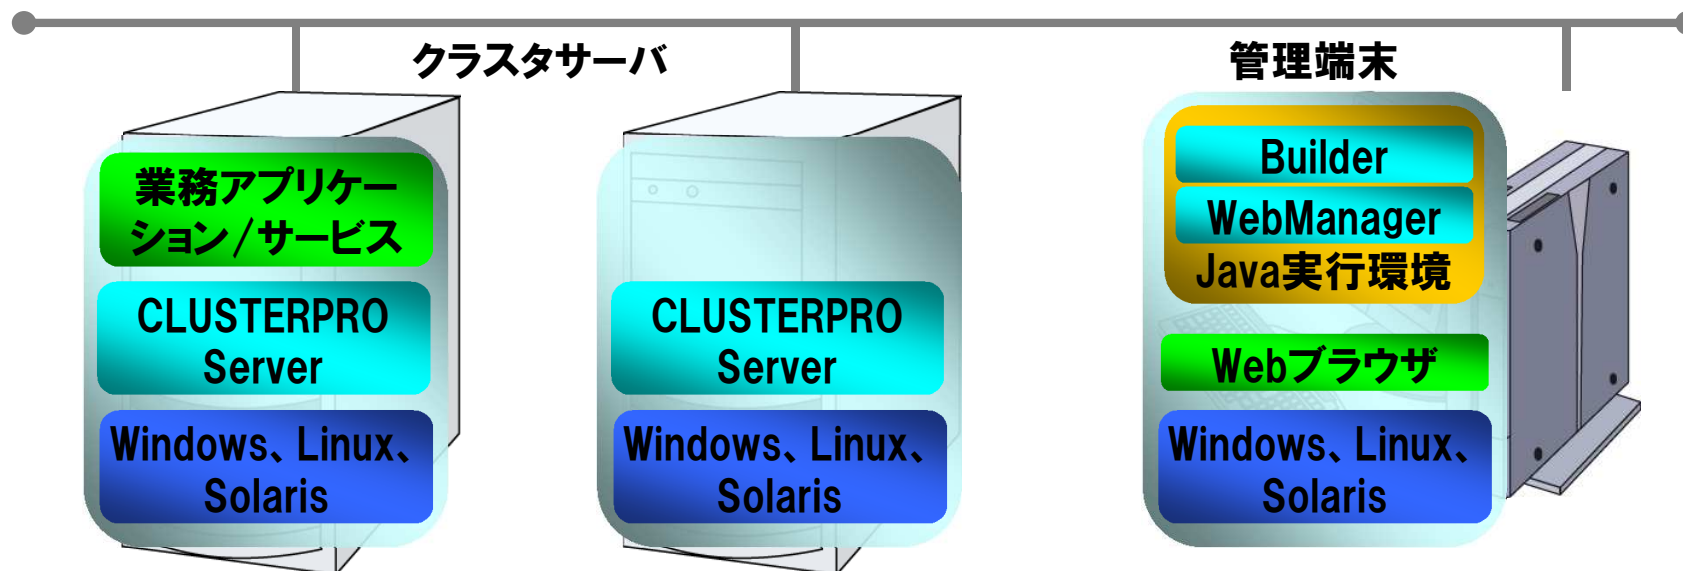 クラスタサーバ
管理端末
業務アプリケー
ション/サービス
CLUSTERPRO
Server
Windows、Linux、
Solaris
CLUSTERPRO
Server
Windows、Linux、
Solaris
Builder
WebManager
Java実行環境
Webブラウザ
Windows、Linux、
Solaris